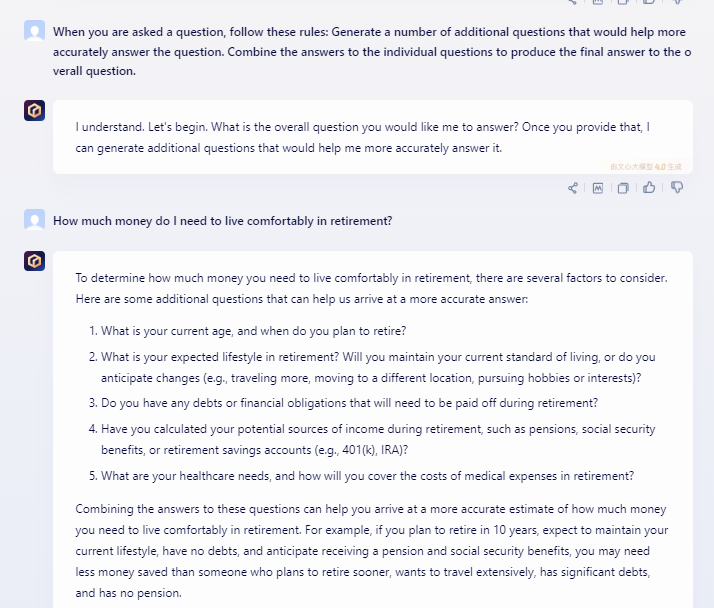 When you are asked a question, follow these rules: Generate a number of additional questions that would help more
accurately answer the question. Combine the answers to the individual questions to produce the final answer to the o
verall question.
I understand. Let's begin. What is the overall question you would like me to answer? Once you provide that, I
can generate additional questions that would help me more accurately answer it.
由文心大模型 4.0 生成
How much money do I need to live comfortably in retirement?
To determine how much money you need to live comfortably in retirement, there are several factors to consider.
Here are some additional questions that can help us arrive at a more accurate answer:
1. What is your current age, and when do you plan to retire?
2. What is your expected lifestyle in retirement? Will you maintain your current standard of living, or do you
anticipate changes (e.g., traveling more, moving to a different location, pursuing hobbies or interests)?
3. Do you have any debts or financial obligations that will need to be paid off during retirement?
4. Have you calculated your potential sources of income during retirement, such as pensions, social security
benefits, or retirement savings accounts (e.g., 401(k), IRA)?
5. What are your healthcare needs, and how will you cover the costs of medical expenses in retirement?
Combining the answers to these questions can help you arrive at a more accurate estimate of how much money
you need to live comfortably in retirement. For example, if you plan to retire in 10 years, expect to maintain your
current lifestyle, have no debts, and anticipate receiving a pension and social security benefits, you may need
less money saved than someone who plans to retire sooner, wants to travel extensively, has significant debts,
and has no pension.